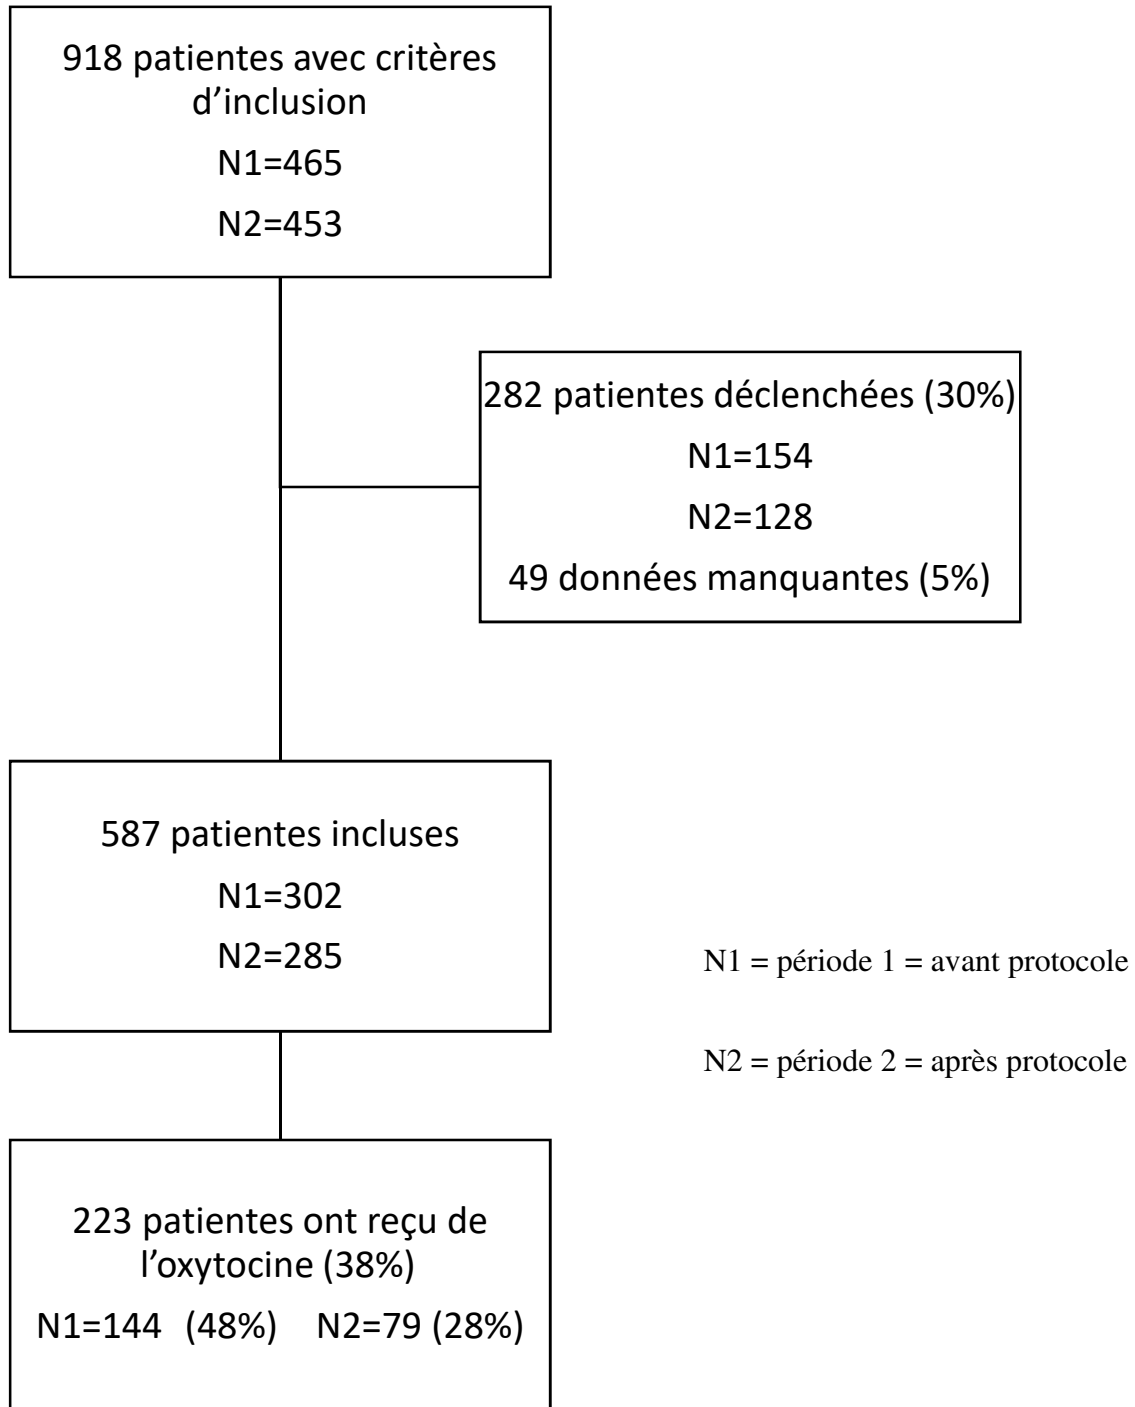 918 patientes avec critères
d’inclusion
N1=465
N2=453
282 patientes déclenchées (30%)
N1=154
N2=128
49 données manquantes (5%)
587 patientes incluses
N1=302
N2=285
N1 = période 1 = avant protocole
N2 = période 2 = après protocole
223 patientes ont reçu de
l’oxytocine (38%)
N1=144 (48%) N2=79 (28%)